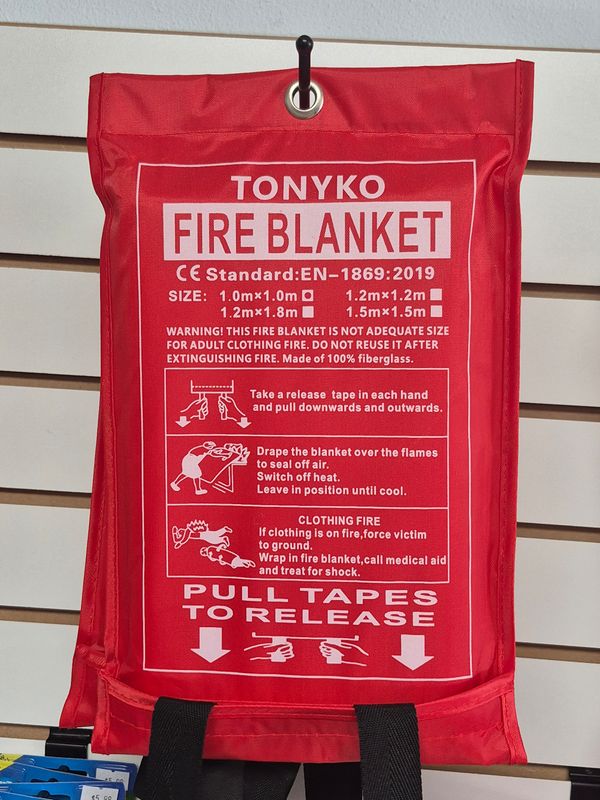 TONYKO
FIRE BLANKET
CE Standard:EN-1869:2019
SIZE: 1.0m×1.0m 1.2m×1.2m
1.2m×1.8m 1.5m×1.5m
WARNING! THIS FIRE BLANKET IS NOT ADEQUATE SIZE
FOR ADULT CLOTHING FIRE. DO NOT REUSE IT AFTER
EXTINGUISHING FIRE. Made of 100% fiberglass.
Take a release tape in each hand
and pull downwards and outwards.
Drape the blanket over the flames
to seal off air.
Switch off heat.
Leave in position until cool.
CLOTHING FIRE
If clothing is on fire,force victim
to ground.
Wrap in fire blanket,call medical aid
and treat for shock.
PULL TAPES
TO RELEASE